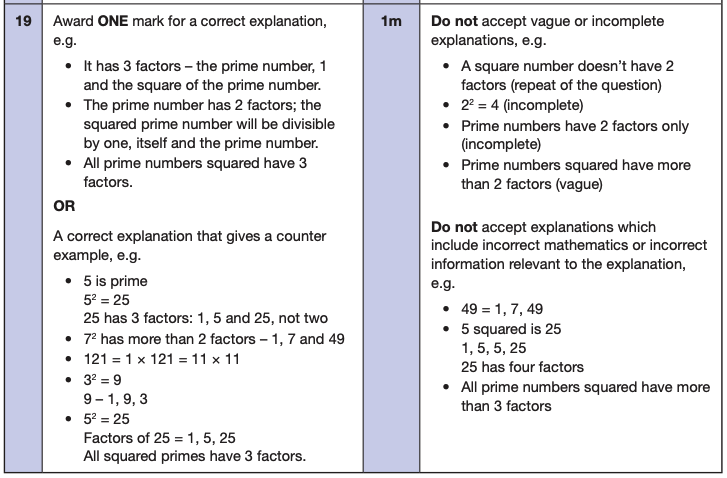 19
Award ONE mark for a correct explanation,
e.g.
• It has 3 factors – the prime number, 1
and the square of the prime number.
• The prime number has 2 factors; the
squared prime number will be divisible
by one, itself and the prime number.
• All prime numbers squared have 3
factors.
OR
A correct explanation that gives a counter
example, e.g.
• 5 is prime
5² = 25
25 has 3 factors: 1, 5 and 25, not two
• 7² has more than 2 factors – 1, 7 and 49
• 121 = 1 × 121 = 11 × 11
• 3² = 9
9 – 1, 9, 3
• 5² = 25
Factors of 25 = 1, 5, 25
All squared primes have 3 factors.
1m
Do not accept vague or incomplete
explanations, e.g.
• A square number doesn’t have 2
factors (repeat of the question)
• 2² = 4 (incomplete)
• Prime numbers have 2 factors only
(incomplete)
• Prime numbers squared have more
than 2 factors (vague)
Do not accept explanations which
include incorrect mathematics or incorrect
information relevant to the explanation,
e.g.
• 49 = 1, 7, 49
• 5 squared is 25
1, 5, 5, 25
25 has four factors
• All prime numbers squared have more
than 3 factors